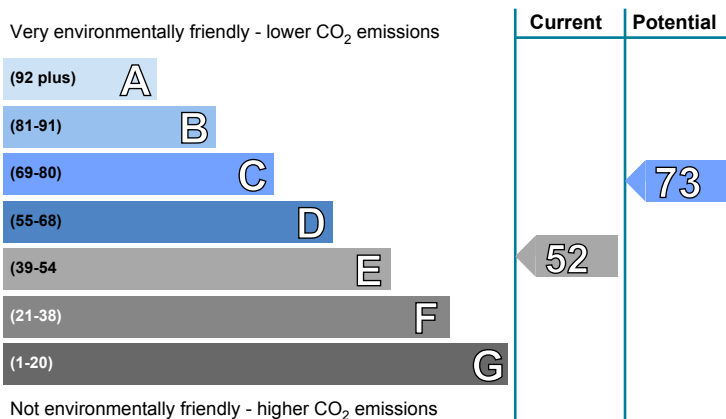 Current Potential
Very environmentally friendly - lower CO2 emissions
(92 plus) A
(81-91) B
(69-80) C
73
(55-68) D
(39-54 E
52
(21-38) F
(1-20) G
Not environmentally friendly - higher CO2 emissions